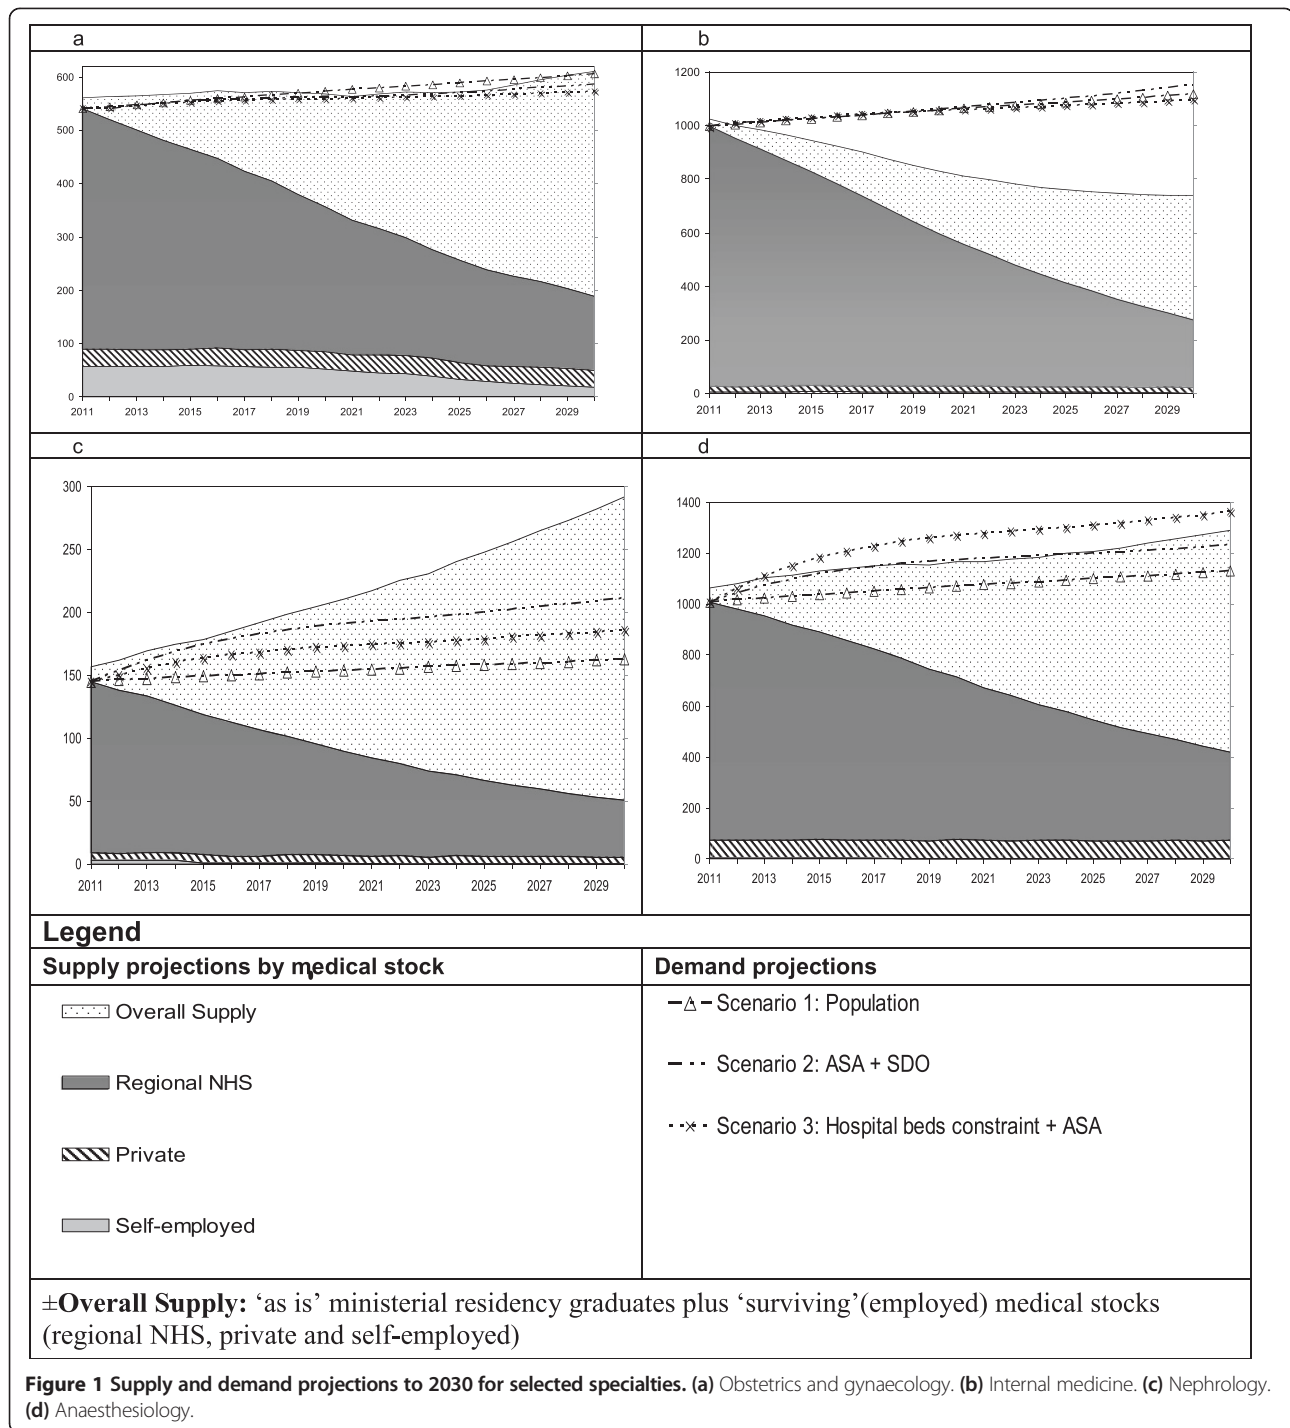 a
b
600
500
400
300
200
100
0
2011 2013 2015 2017 2019 2021 2023 2025 2027 2029
1200
1000
800
600
400
200
0
2011 2013 2015 2017 2019 2021 2023 2025 2027 2029
c
d
300
250
200
150
100
50
0
2011 2013 2015 2017 2019 2021 2023 2025 2027 2029
1400
1200
1000
800
600
400
200
0
2011 2013 2015 2017 2019 2021 2023 2025 2027 2029
Legend
Supply projections by medical stock
Overall Supply
Regional NHS
Private
Self-employed
Demand projections
Scenario 1: Population
Scenario 2: ASA + SDO
Scenario 3: Hospital beds constraint + ASA
±Overall Supply: ‘as is’ ministerial residency graduates plus ‘surviving’(employed) medical stocks
(regional NHS, private and self-employed)
Figure 1 Supply and demand projections to 2030 for selected specialties. (a) Obstetrics and gynaecology. (b) Internal medicine. (c) Nephrology.
(d) Anaesthesiology.